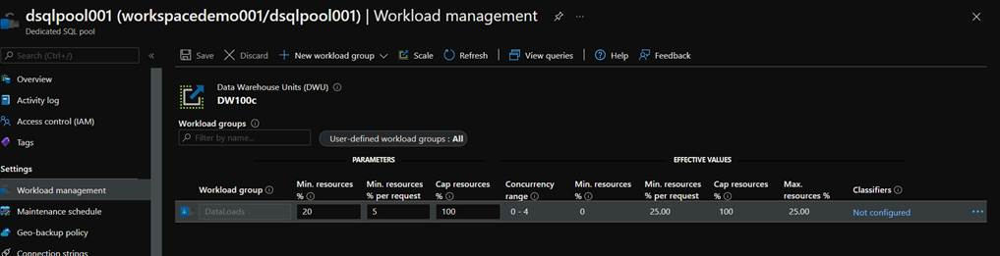 dsqlpool001 (workspacedemo001/dsqlpool001) | Workload management
Dedicated SQL pool
Search (Ctrl+/)
Overview
Activity log
Access control (IAM)
Tags
Settings
Workload management
Maintenance schedule
Geo-backup policy
Connection strings
Save Discard New workload group Scale Refresh View queries Help Feedback
Data Warehouse Units (DWU)
DW100c
Workload groups
Filter by name... User-defined workload groups : All
PARAMETERS EFFECTIVE VALUES
Workload group Min. resources % Min. resources % per request Cap resources % Concurrency range Min. resources % Min. resources % per request Cap resources % Max. resources % Classifiers
DataLoads 20 5 100 0 - 4 0 25.00 100 25.00 Not configured